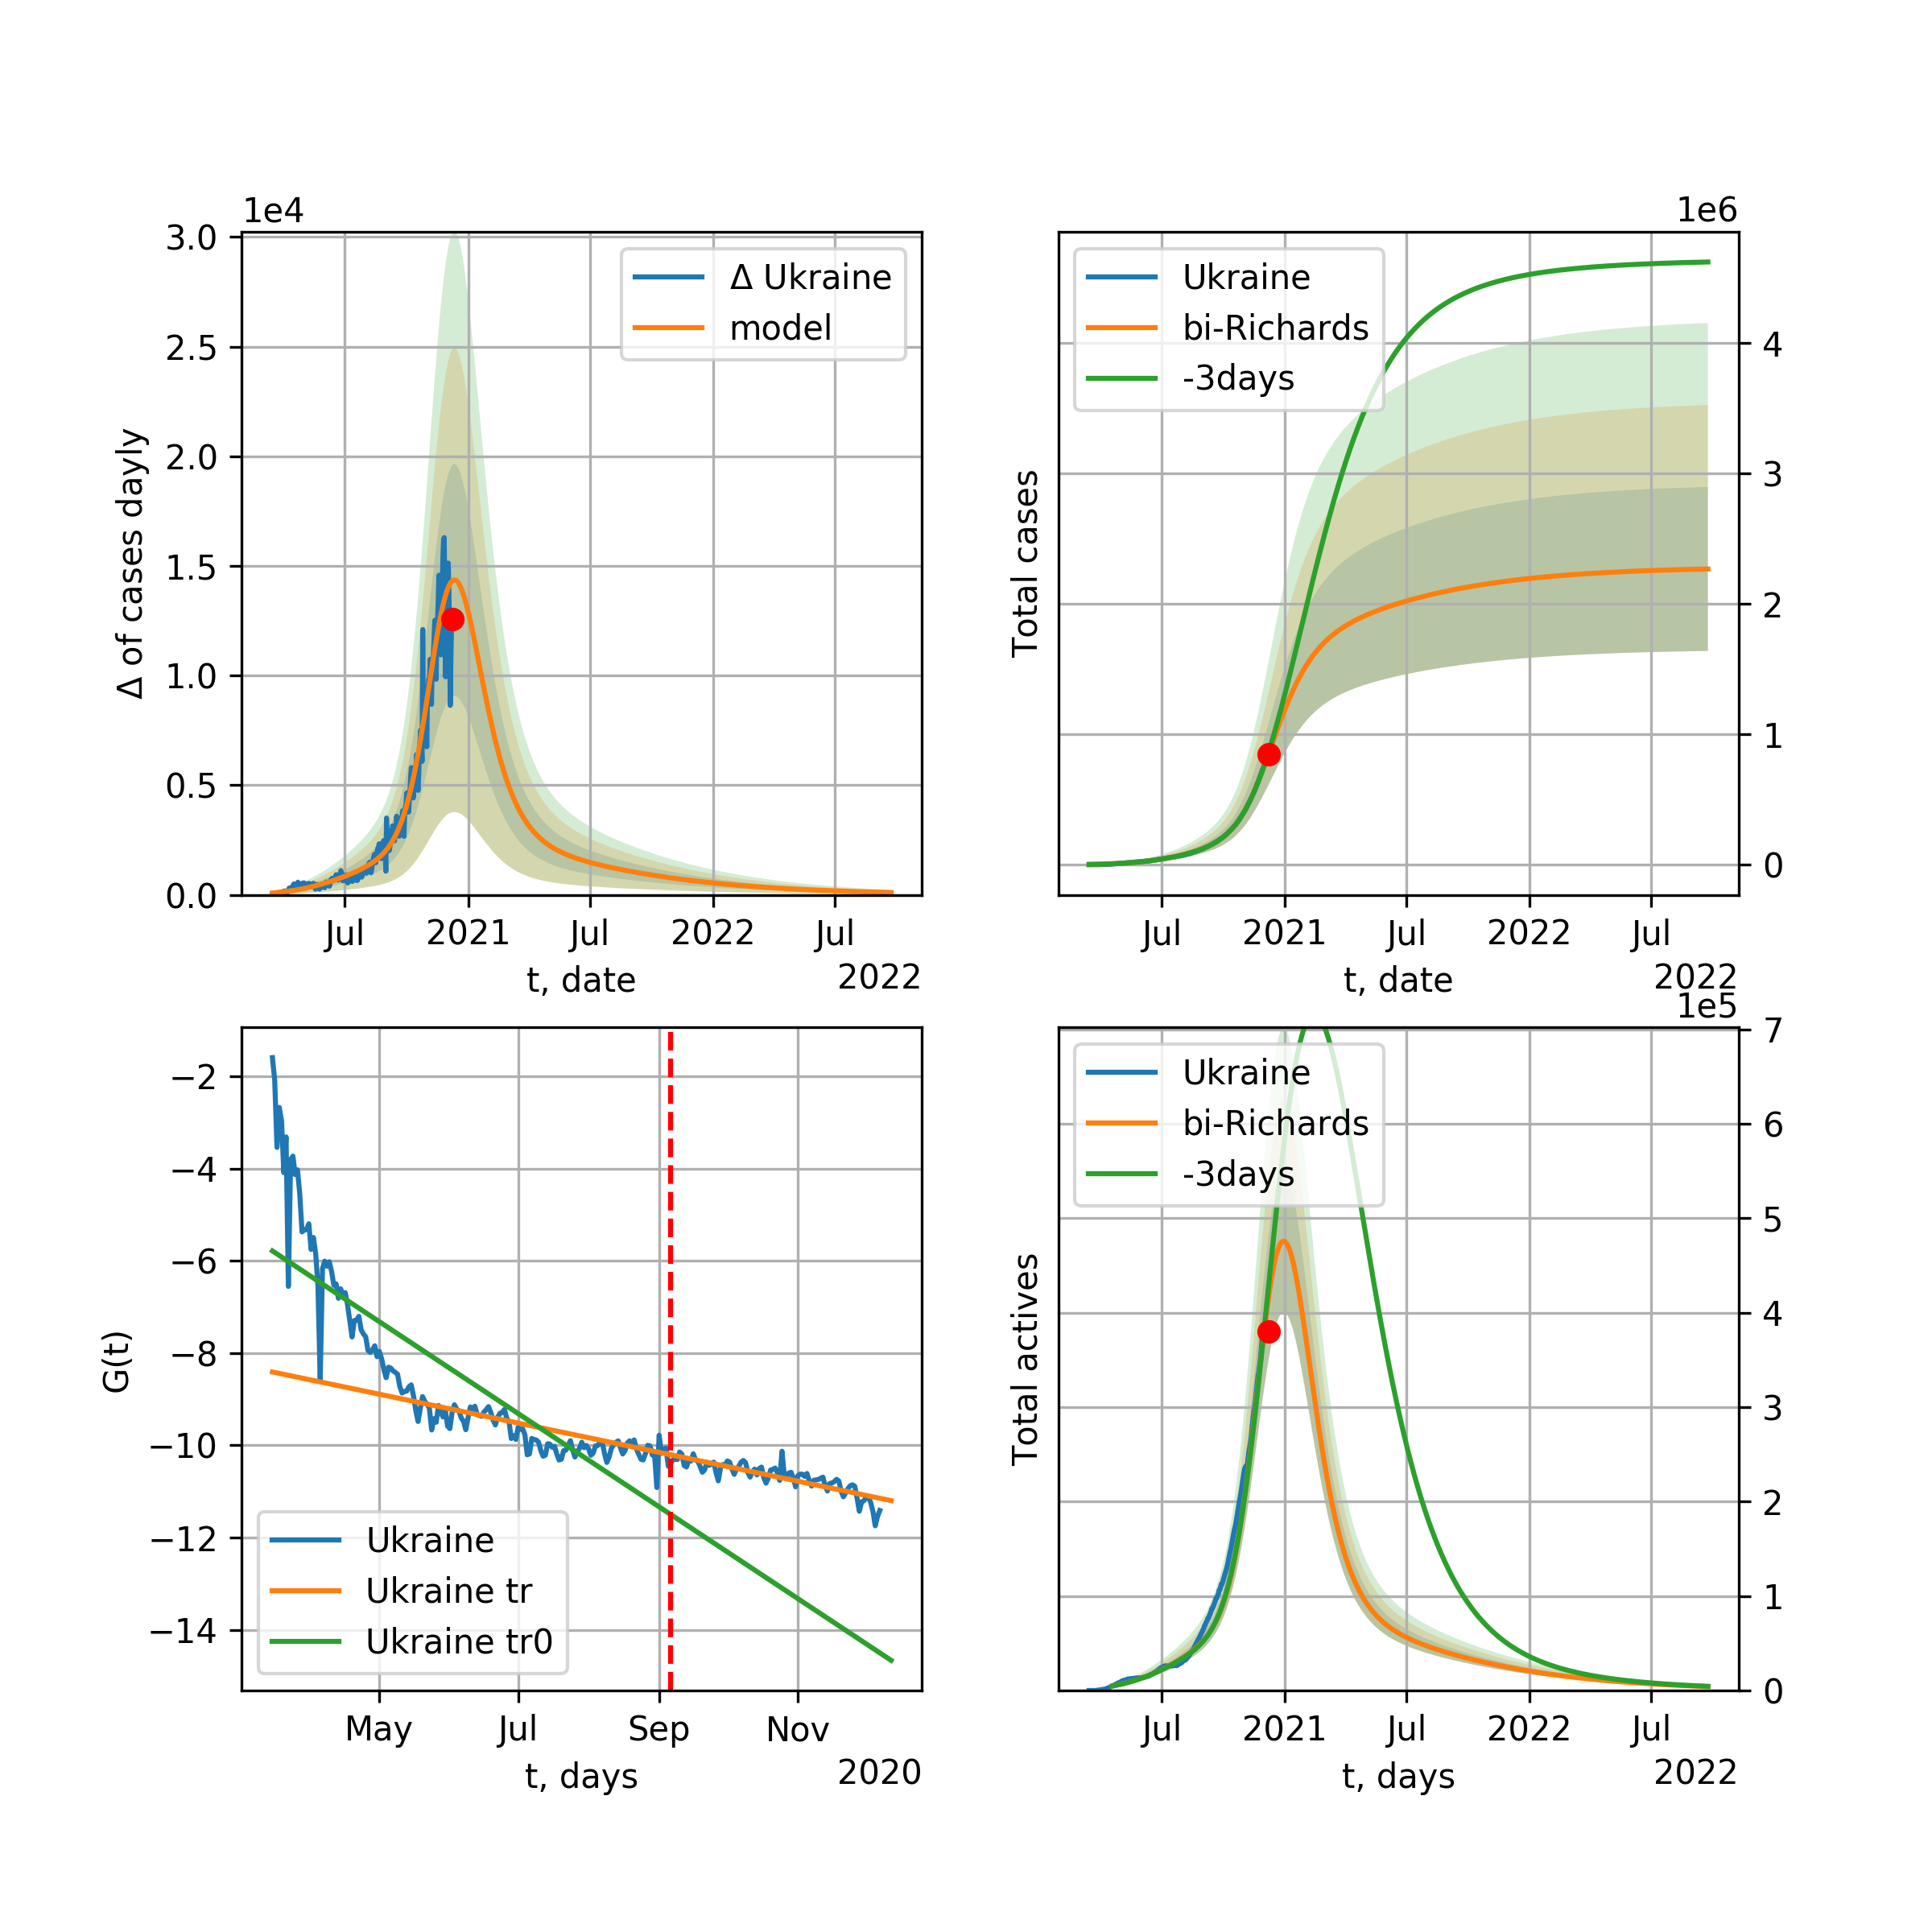 1e4
3.0
2.5
2.0
1.5
1.0
0.5
0.0
Δ of cases dayly
Δ Ukraine
model
Jul 2021 Jul 2022 Jul
t, date
2022
1e6
Ukraine
bi-Richards
-3days
Total cases
4
3
2
1
0
Jul 2021 Jul 2022 Jul
t, date
2022
−2
−4
−6
−8
−10
−12
−14
G(t)
Ukraine
Ukraine tr
Ukraine tr0
May Jul Sep Nov
t, days
2020
1e5
Ukraine
bi-Richards
-3days
Total actives
7
6
5
4
3
2
1
0
Jul 2021 Jul 2022 Jul
t, days
2022